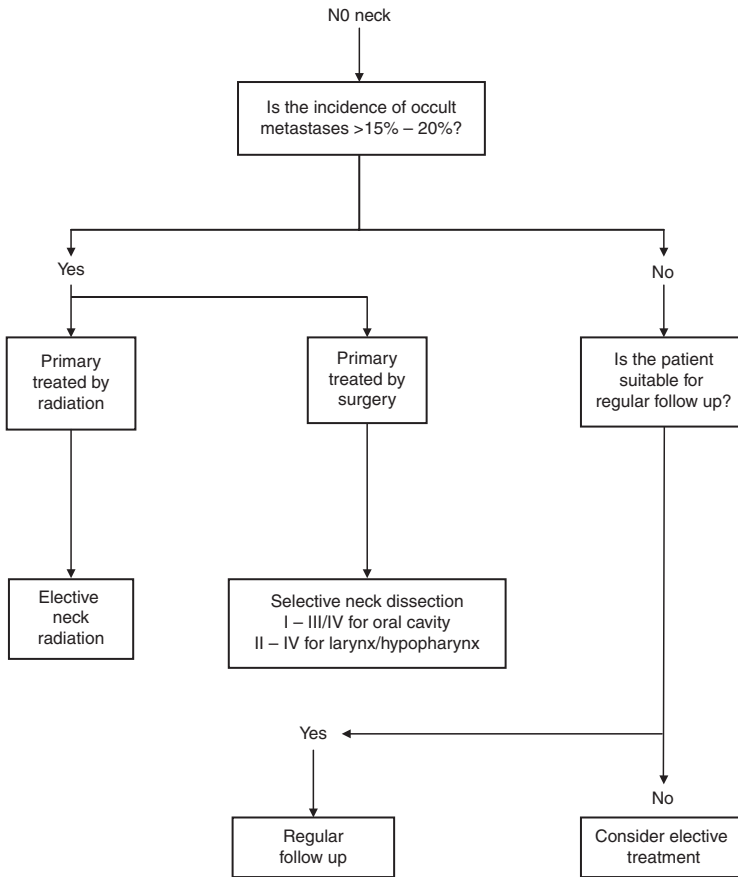 N0 neck
Is the incidence of occult
metastases >15% – 20%?
Yes
No
Primary
treated by
radiation
Primary
treated by
surgery
Is the patient
suitable for
regular follow up?
Elective
neck
radiation
Selective neck dissection
I – III/IV for oral cavity
II – IV for larynx/hypopharynx
Yes
No
Regular
follow up
Consider elective
treatment